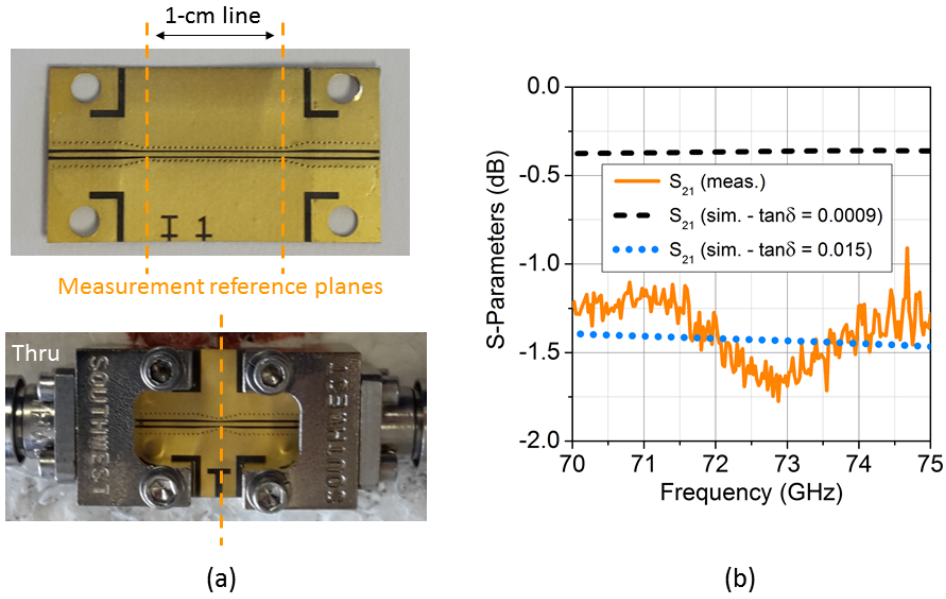 1-cm line
I 1
Measurement reference planes
Thru
SOUTHWEST
SOUTHWEST
T
(a)
0.0
-0.5
-1.0
-1.5
-2.0
S-Parameters (dB)
S21 (meas.)
S21 (sim. - tanδ = 0.0009)
S21 (sim. - tanδ = 0.015)
70 71 72 73 74 75
Frequency (GHz)
(b)